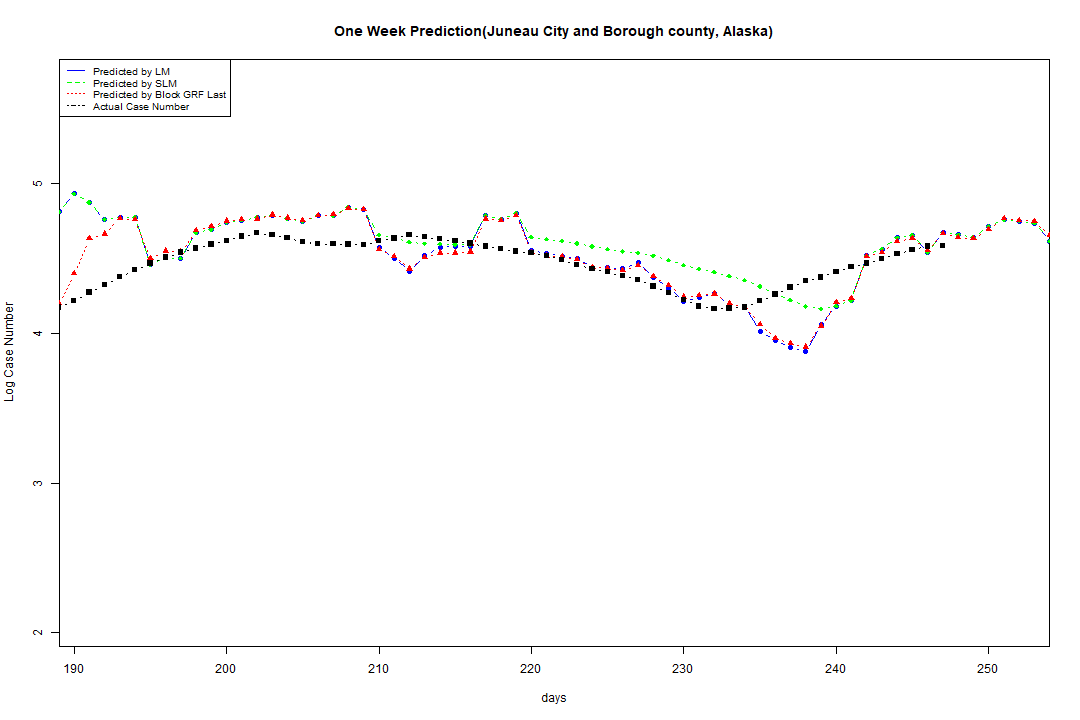 One Week Prediction(Juneau City and Borough county, Alaska)
Predicted by LM
Predicted by SLM
Predicted by Block GRF Last
Actual Case Number
5
4
3
2
Log Case Number
190 200 210 220 230 240 250
days